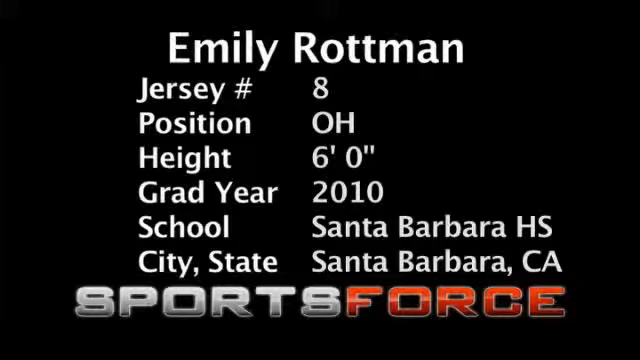 Emily Rottman
Jersey # 8
Position OH
Height 6' 0"
Grad Year 2010
School Santa Barbara HS
City, State Santa Barbara, CA
SPORTSFORCE